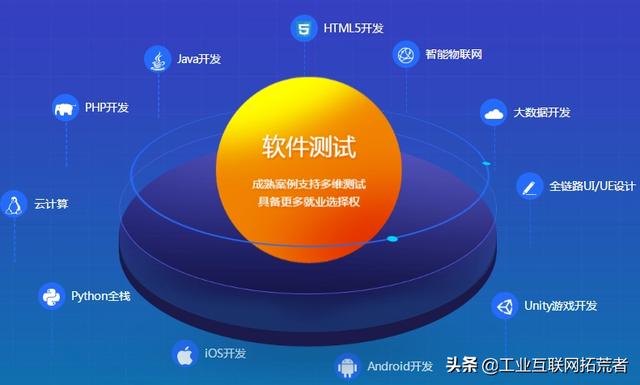 HTML5开发
Java开发
智能物联网
PHP开发
大数据开发
软件测试
成熟案例支持多维测试
具备更多就业选择权
全链路UI/UE设计
云计算
Python全栈
Unity游戏开发
iOS开发
Android开发
头条 @工业互联网拓荒者